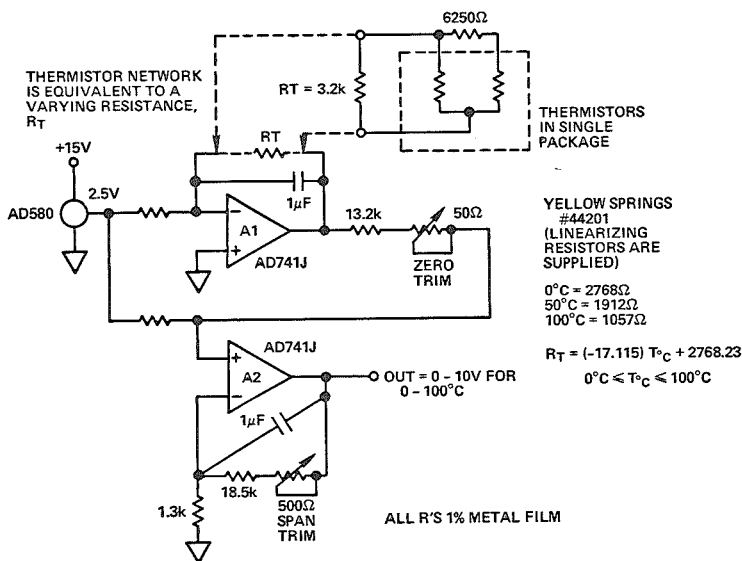 6250Ω
THERMISTOR NETWORK
IS EQUIVALENT TO A
VARYING RESISTANCE,
RT
RT = 3.2k
THERMISTORS
IN SINGLE
PACKAGE
+15V
RT
2.5V
AD580
1μF
A1
AD741J
13.2k
50Ω
ZERO
TRIM
YELLOW SPRINGS
#44201
(LINEARIZING
RESISTORS ARE
SUPPLIED)
0°C = 2768Ω
50°C = 1912Ω
100°C = 1057Ω
RT = (-17.115) T°C + 2768.23
0°C ⩽ T°C ⩽ 100°C
AD741J
A2
OUT = 0 – 10V FOR
0 – 100°C
1μF
18.5k
500Ω
SPAN
TRIM
1.3k
ALL R'S 1% METAL FILM
- + + -